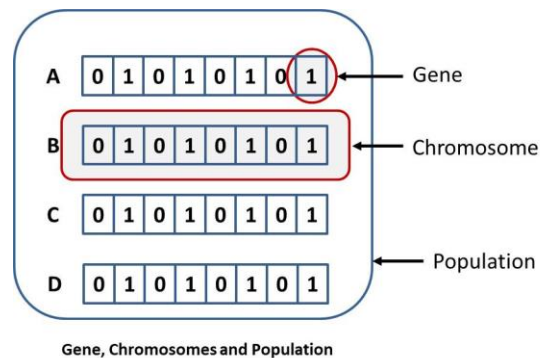 A 0 1 0 1 0 1 0 1 Gene
B 0 1 0 1 0 1 0 1 Chromosome
C 0 1 0 1 0 1 0 1
Population
D 0 1 0 1 0 1 0 1
Gene, Chromosomes and Population